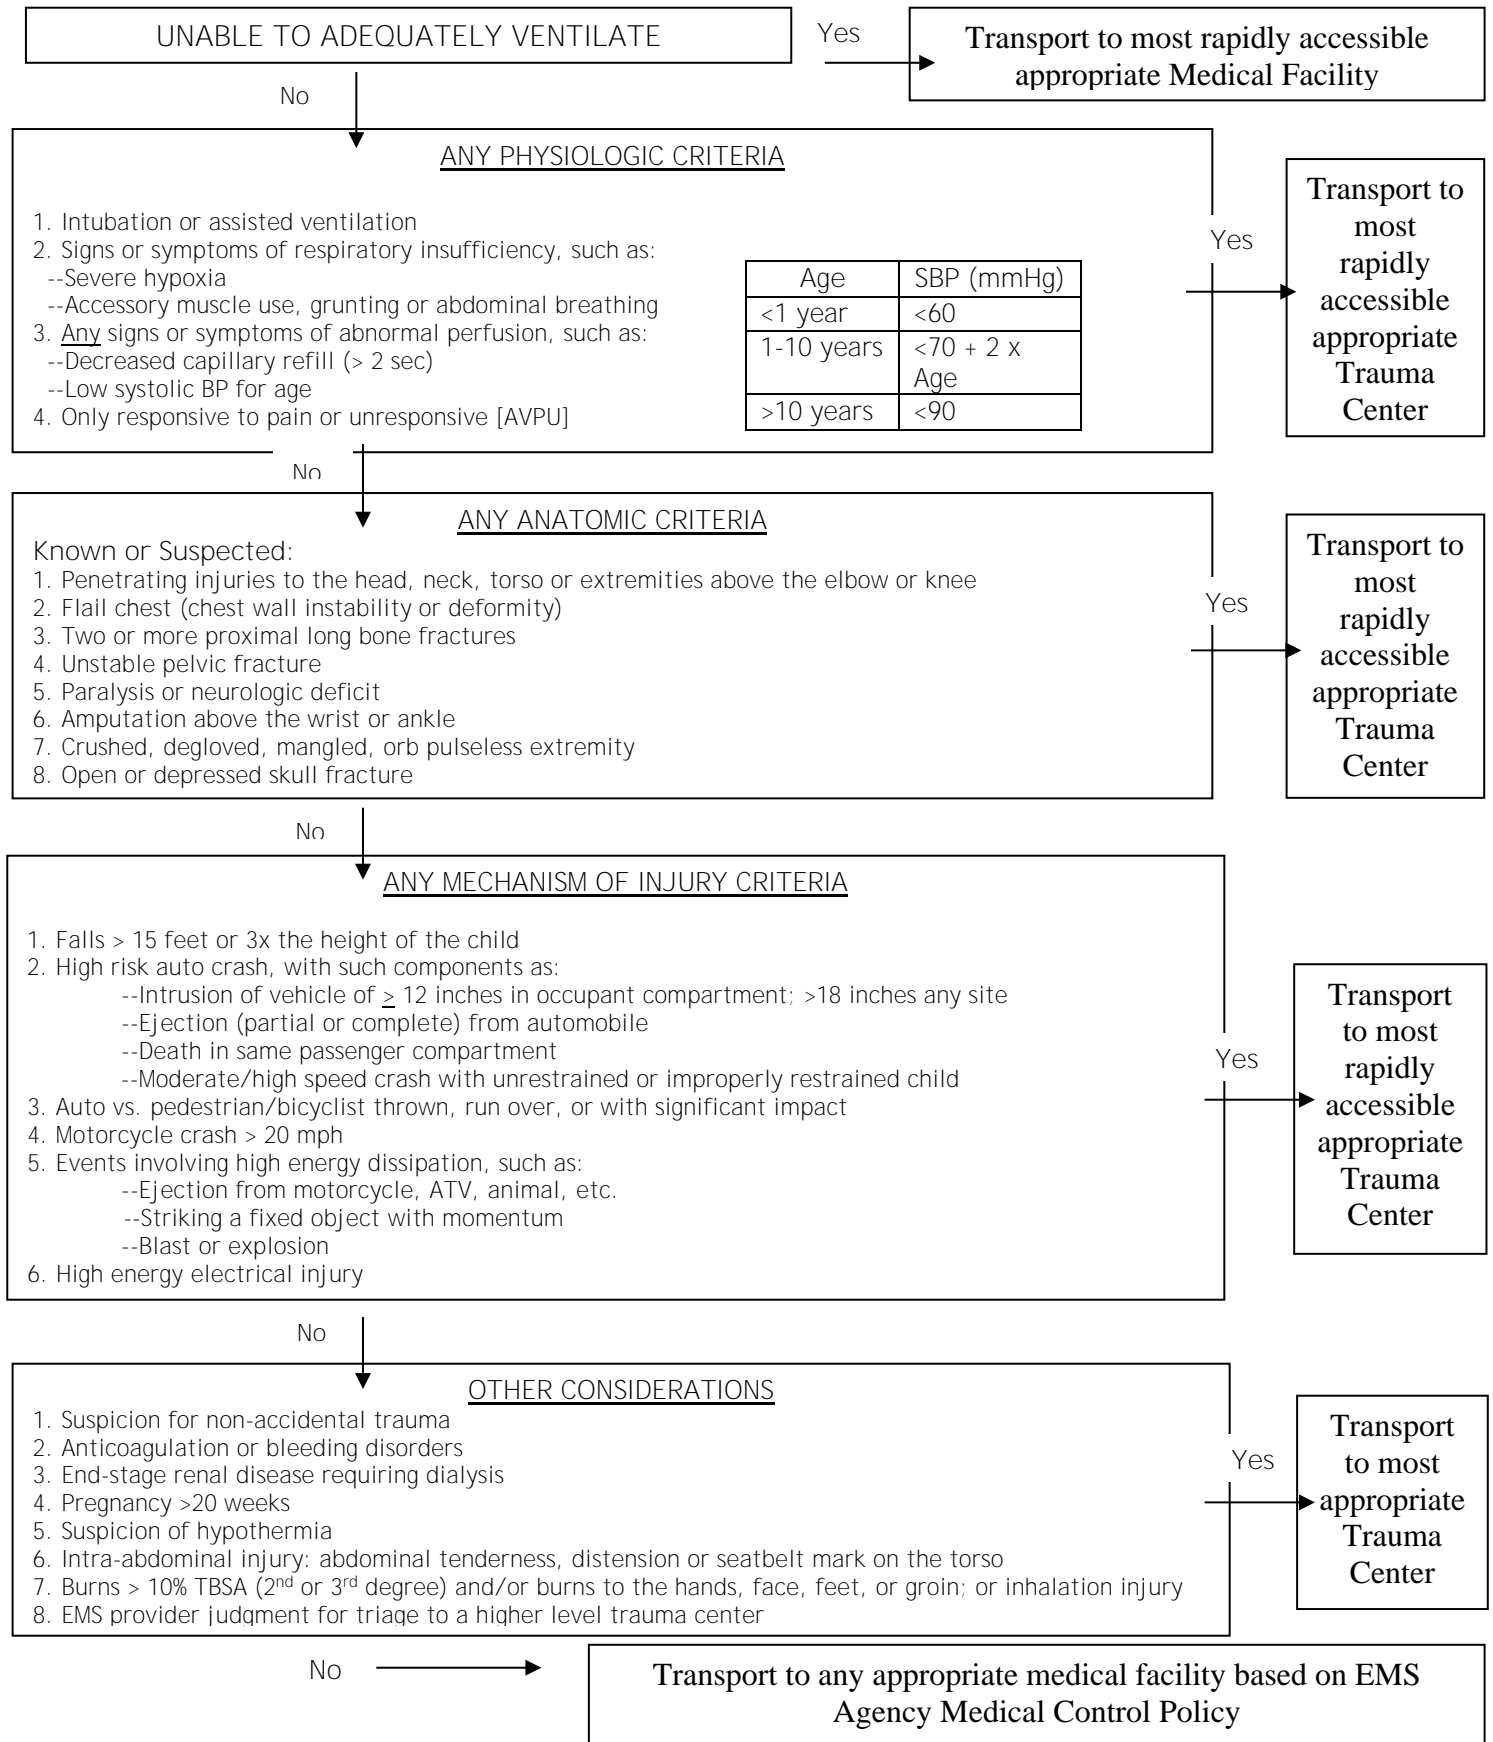 UNABLE TO ADEQUATELY VENTILATE
Yes
Transport to most rapidly accessible
appropriate Medical Facility
No
ANY PHYSIOLOGIC CRITERIA
1. Intubation or assisted ventilation
2. Signs or symptoms of respiratory insufficiency, such as:
--Severe hypoxia
--Accessory muscle use, grunting or abdominal breathing
3. Any signs or symptoms of abnormal perfusion, such as:
--Decreased capillary refill (> 2 sec)
--Low systolic BP for age
4. Only responsive to pain or unresponsive [AVPU]
Age SBP (mmHg)
<1 year <60
1-10 years <70 + 2 x
Age
>10 years <90
Yes
Transport to
most
rapidly
accessible
appropriate
Trauma
Center
No
ANY ANATOMIC CRITERIA
Known or Suspected:
1. Penetrating injuries to the head, neck, torso or extremities above the elbow or knee
2. Flail chest (chest wall instability or deformity)
3. Two or more proximal long bone fractures
4. Unstable pelvic fracture
5. Paralysis or neurologic deficit
6. Amputation above the wrist or ankle
7. Crushed, degloved, mangled, orb pulseless extremity
8. Open or depressed skull fracture
Yes
Transport to
most
rapidly
accessible
appropriate
Trauma
Center
No
ANY MECHANISM OF INJURY CRITERIA
1. Falls > 15 feet or 3x the height of the child
2. High risk auto crash, with such components as:
--Intrusion of vehicle of ≥ 12 inches in occupant compartment; >18 inches any site
--Ejection (partial or complete) from automobile
--Death in same passenger compartment
--Moderate/high speed crash with unrestrained or improperly restrained child
3. Auto vs. pedestrian/bicyclist thrown, run over, or with significant impact
4. Motorcycle crash > 20 mph
5. Events involving high energy dissipation, such as:
--Ejection from motorcycle, ATV, animal, etc.
--Striking a fixed object with momentum
--Blast or explosion
6. High energy electrical injury
Yes
Transport
to most
rapidly
accessible
appropriate
Trauma
Center
No
OTHER CONSIDERATIONS
1. Suspicion for non-accidental trauma
2. Anticoagulation or bleeding disorders
3. End-stage renal disease requiring dialysis
4. Pregnancy >20 weeks
5. Suspicion of hypothermia
6. Intra-abdominal injury: abdominal tenderness, distension or seatbelt mark on the torso
7. Burns > 10% TBSA (2nd or 3rd degree) and/or burns to the hands, face, feet, or groin; or inhalation injury
8. EMS provider judgment for triage to a higher level trauma center
Yes
Transport
to most
appropriate
Trauma
Center
No
Transport to any appropriate medical facility based on EMS
Agency Medical Control Policy